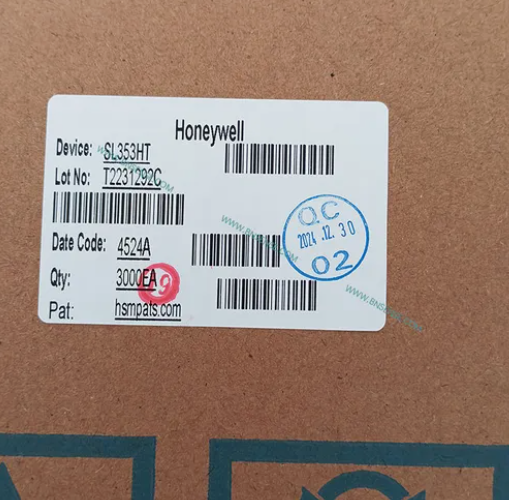 Honeywell
Device: SL353HT
Lot No: T2231292C
Date Code: 4524A
Qty: 3000EA
19
Pat: hsmpats.com
QC
2024.12.30
02